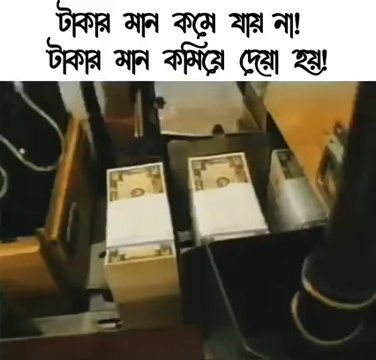 টাকার মান কমে যায় না!
টাকার মান কমিয়ে দেয়া হয়!